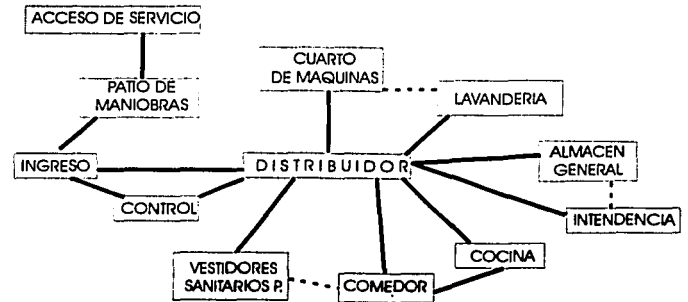 ACCESO DE SERVICIO
PATIO DE
MANIOBRAS
CUARTO
DE MAQUINAS
LAVANDERIA
INGRESO
DISTRIBUIDOR
ALMACEN
GENERAL
CONTROL
INTENDENCIA
VESTIDORES
SANITARIOS P.
COMEDOR
COCINA